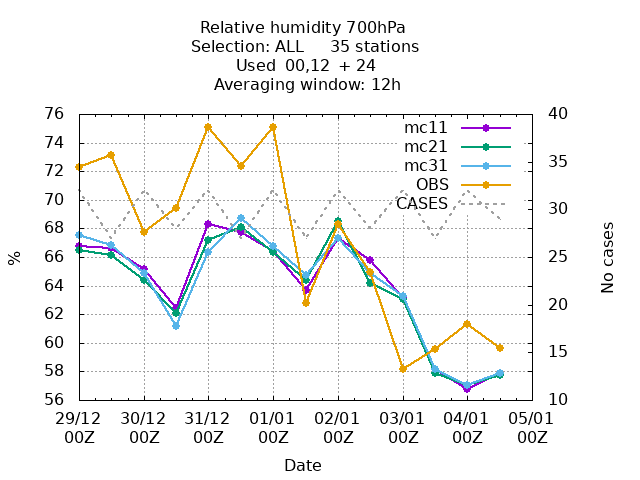 Relative humidity 700hPa
Selection: ALL 35 stations
Used 00,12 + 24
Averaging window: 12h
76
74
72
70
68
66
64
62
60
58
56
%
40
35
30
25
20
15
10
No cases
mc11
mc21
mc31
OBS
CASES
29/12 30/12 31/12 01/01 02/01 03/01 04/01 05/01
00Z 00Z 00Z 00Z 00Z 00Z 00Z 00Z
Date